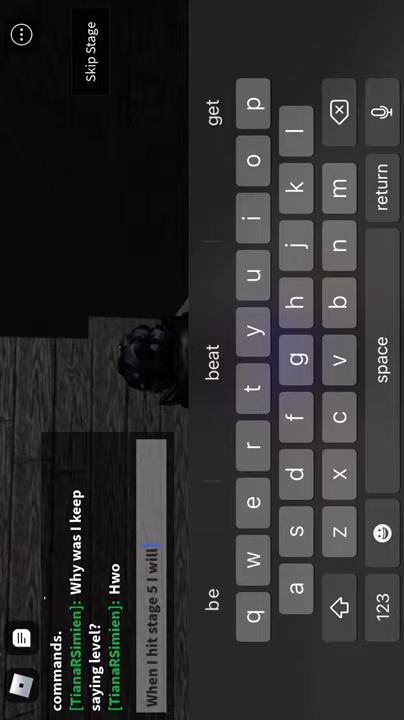 Skip Stage
commands.
[TianaRSimien]: Why was I keep
saying level?
[TianaRSimien]: Hwo
When I hit stage 5 I will
be beat get
q w e r t y u i o p
a s d f g h j k l
z x c v b n m
123 space return